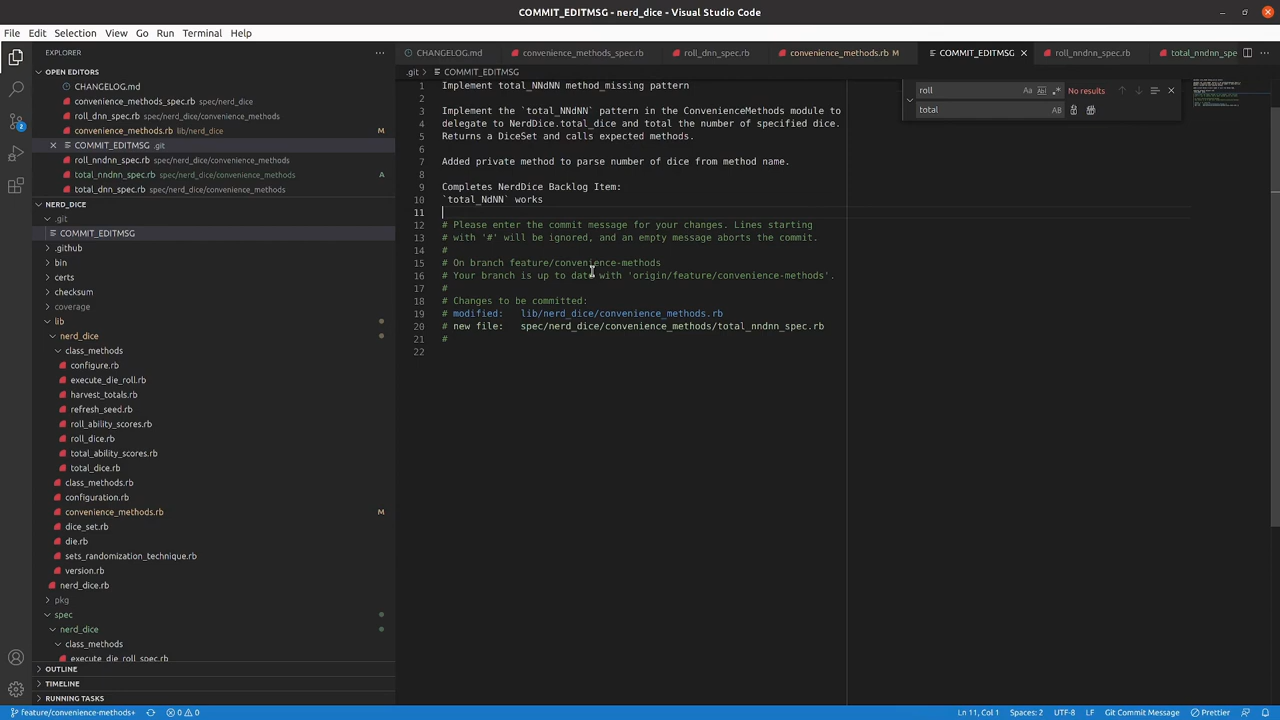 COMMIT_EDITMSG - nerd_dice - Visual Studio Code
File Edit Selection View Go Run Terminal Help
EXPLORER
OPEN EDITORS
CHANGELOG.md
convenience_methods_spec.rb spec/nerd_dice
roll_dnn_spec.rb spec/nerd_dice/convenience_methods
convenience_methods.rb lib/nerd_dice M
COMMIT_EDITMSG .git
roll_nndnn_spec.rb spec/nerd_dice/convenience_methods
total_nndnn_spec.rb spec/nerd_dice/convenience_methods A
total_dnn_spec.rb spec/nerd_dice/convenience_methods
NERD_DICE
.git
COMMIT_EDITMSG
.github
bin
certs
checksum
coverage
lib
nerd_dice
class_methods
configure.rb
execute_die_roll.rb
harvest_totals.rb
refresh_seed.rb
roll_ability_scores.rb
roll_dice.rb
total_ability_scores.rb
total_dice.rb
class_methods.rb
configuration.rb
convenience_methods.rb M
dice_set.rb
die.rb
sets_randomization_technique.rb
version.rb
nerd_dice.rb
pkg
spec
nerd_dice
class_methods
execute_die_roll_spec.rb
OUTLINE
TIMELINE
RUNNING TASKS
CHANGELOG.md convenience_methods_spec.rb roll_dnn_spec.rb convenience_methods.rb M COMMIT_EDITMSG roll_nndnn_spec.rb total_nndnn_spe
.git COMMIT_EDITMSG
roll Aa Ab .* No results
total AB
1 Implement total_NNdNN method_missing pattern
2
3 Implement the `total_NNdNN` pattern in the ConvenienceMethods module to
4 delegate to NerdDice.total_dice and total the number of specified dice.
5 Returns a DiceSet and calls expected methods.
6
7 Added private method to parse number of dice from method name.
8
9 Completes NerdDice Backlog Item:
10 `total_NdNN` works
11
12 # Please enter the commit message for your changes. Lines starting
13 # with '#' will be ignored, and an empty message aborts the commit.
14 #
15 # On branch feature/convenience-methods
16 # Your branch is up to date with 'origin/feature/convenience-methods'.
17 #
18 # Changes to be committed:
19 # modified: lib/nerd_dice/convenience_methods.rb
20 # new file: spec/nerd_dice/convenience_methods/total_nndnn_spec.rb
21 #
22
feature/convenience-methods+ 0 0 Ln 11, Col 1 Spaces: 2 UTF-8 LF Git Commit Message Prettier